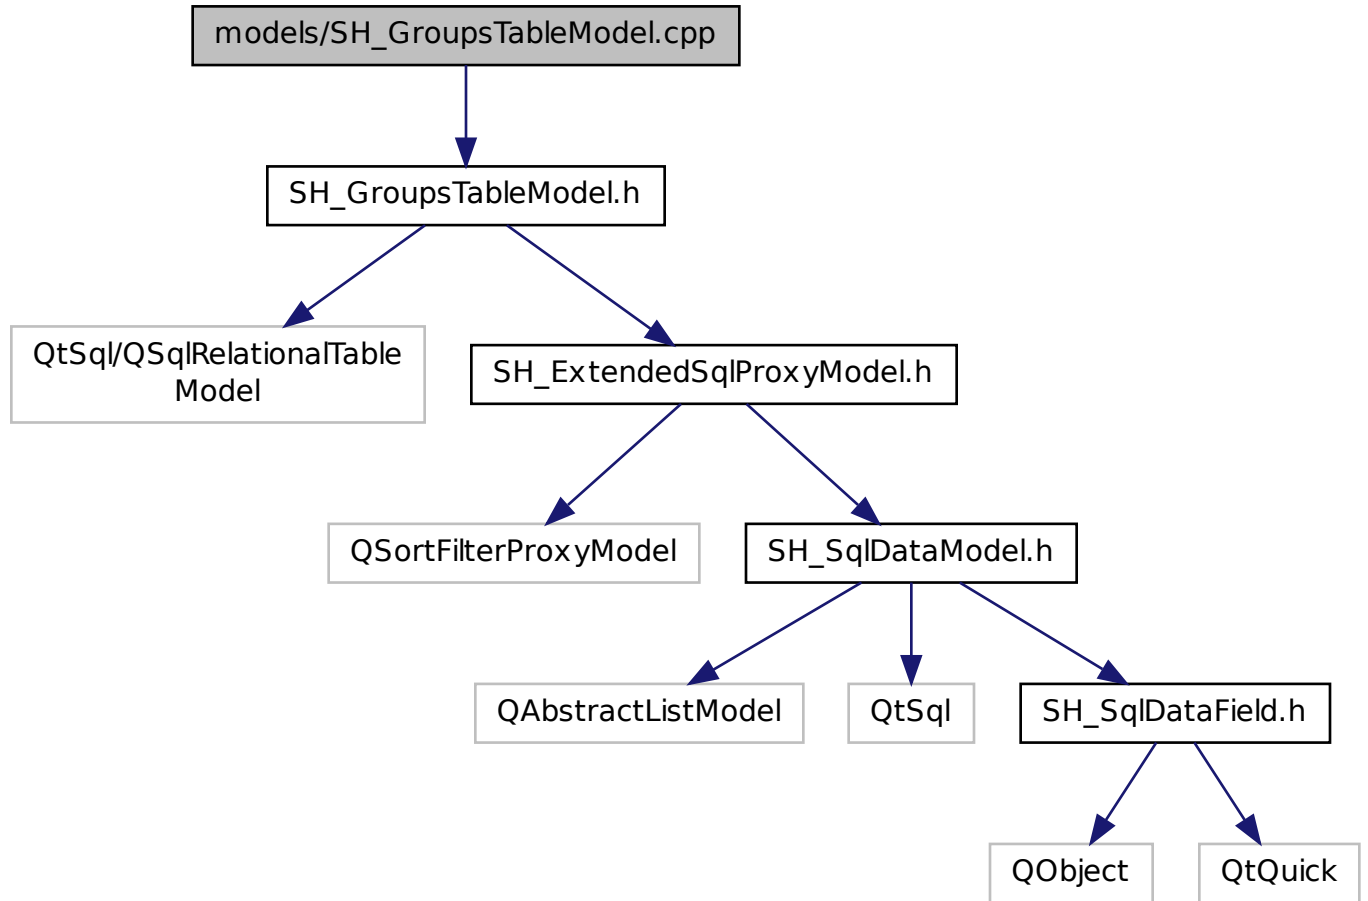 models/SH_GroupsTableModel.cpp
SH_GroupsTableModel.h
QtSql/QSqlRelationalTable
Model
SH_ExtendedSqlProxyModel.h
QSortFilterProxyModel
SH_SqlDataModel.h
QAbstractListModel
QtSql
SH_SqlDataField.h
QObject
QtQuick